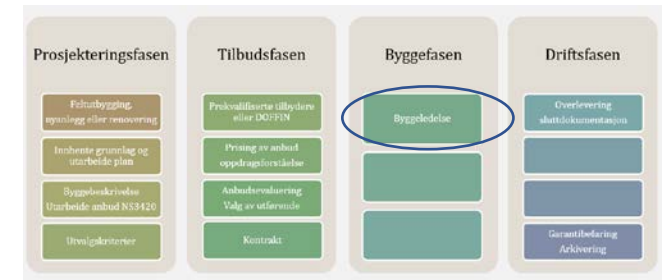 Prosjekteringsfasen
Feltutbygging,
nyanlegg eller renovering
Innhente grunnlag og
utarbeide plan
Byggebeskrivelse
Utarbeide anbud NS3420
Utvalgskriterier
Tilbudsfasen
Prekvalifiserte tilbydere
eller DOFFIN
Prising av anbud
oppdragsforståelse
Anbudsevaluering
Valg av utførende
Kontrakt
Byggefasen
Byggeledelse
Driftsfasen
Overlevering
sluttdokumentasjon
Garantibefaring
Arkivering